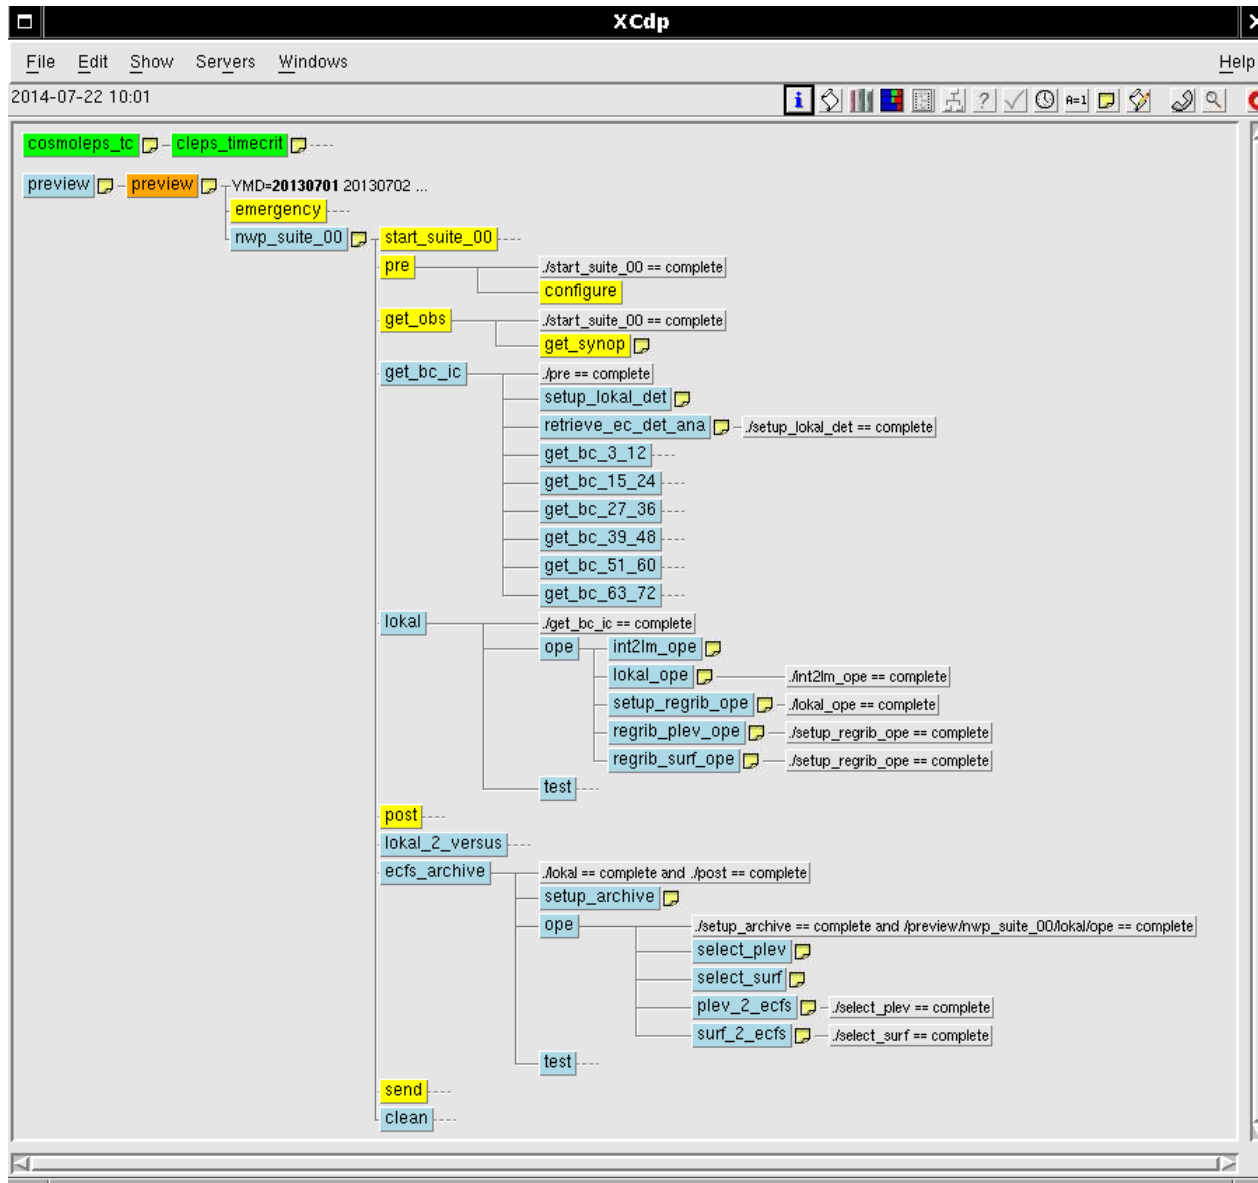 XCdp
File Edit Show Servers Windows Help
2014-07-22 10:01 i ? A=1
cosmoleps_tc cleps_timecrit
preview preview YMD=20130701 20130702 ...
emergency
nwp_suite_00 start_suite_00
pre ./start_suite_00 == complete
configure
get_obs ./start_suite_00 == complete
get_synop
get_bc_ic ./pre == complete
setup_lokal_det
retrieve_ec_det_ana ./setup_lokal_det == complete
get_bc_3_12
get_bc_15_24
get_bc_27_36
get_bc_39_48
get_bc_51_60
get_bc_63_72
lokal ./get_bc_ic == complete
ope int2lm_ope
lokal_ope ./int2lm_ope == complete
setup_regrib_ope ./lokal_ope == complete
regrib_plev_ope ./setup_regrib_ope == complete
regrib_surf_ope ./setup_regrib_ope == complete
test
post
lokal_2_versus
ecfs_archive ./lokal == complete and ./post == complete
setup_archive
ope ./setup_archive == complete and /preview/nwp_suite_00/lokal/ope == complete
select_plev
select_surf
plev_2_ecfs ./select_plev == complete
surf_2_ecfs ./select_surf == complete
test
send
clean